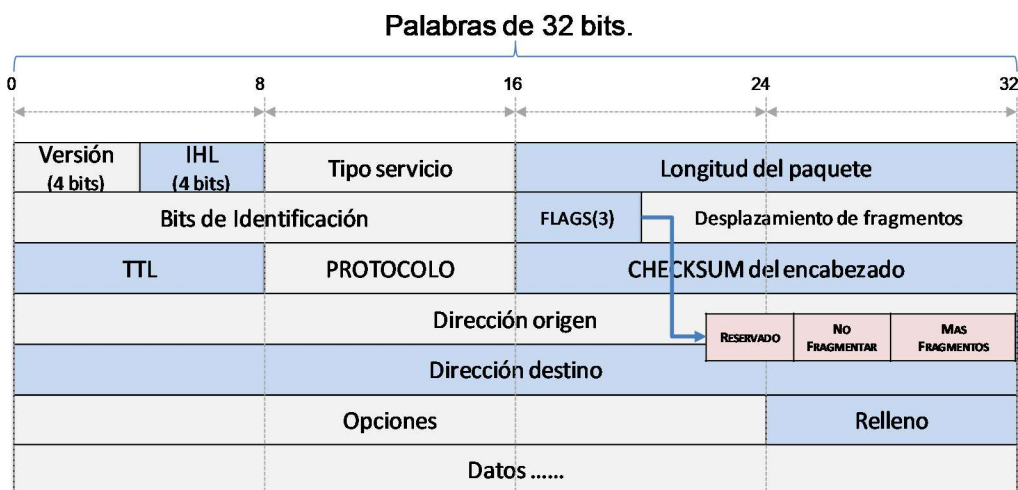 Palabras de 32 bits.
0 8 16 24 32
Versión (4 bits) IHL (4 bits) Tipo servicio Longitud del paquete
Bits de Identificación FLAGS(3) Desplazamiento de fragmentos
TTL PROTOCOLO CHECKSUM del encabezado
Dirección origen
RESERVADO NO FRAGMENTAR MAS FRAGMENTOS
Dirección destino
Opciones Relleno
Datos ......